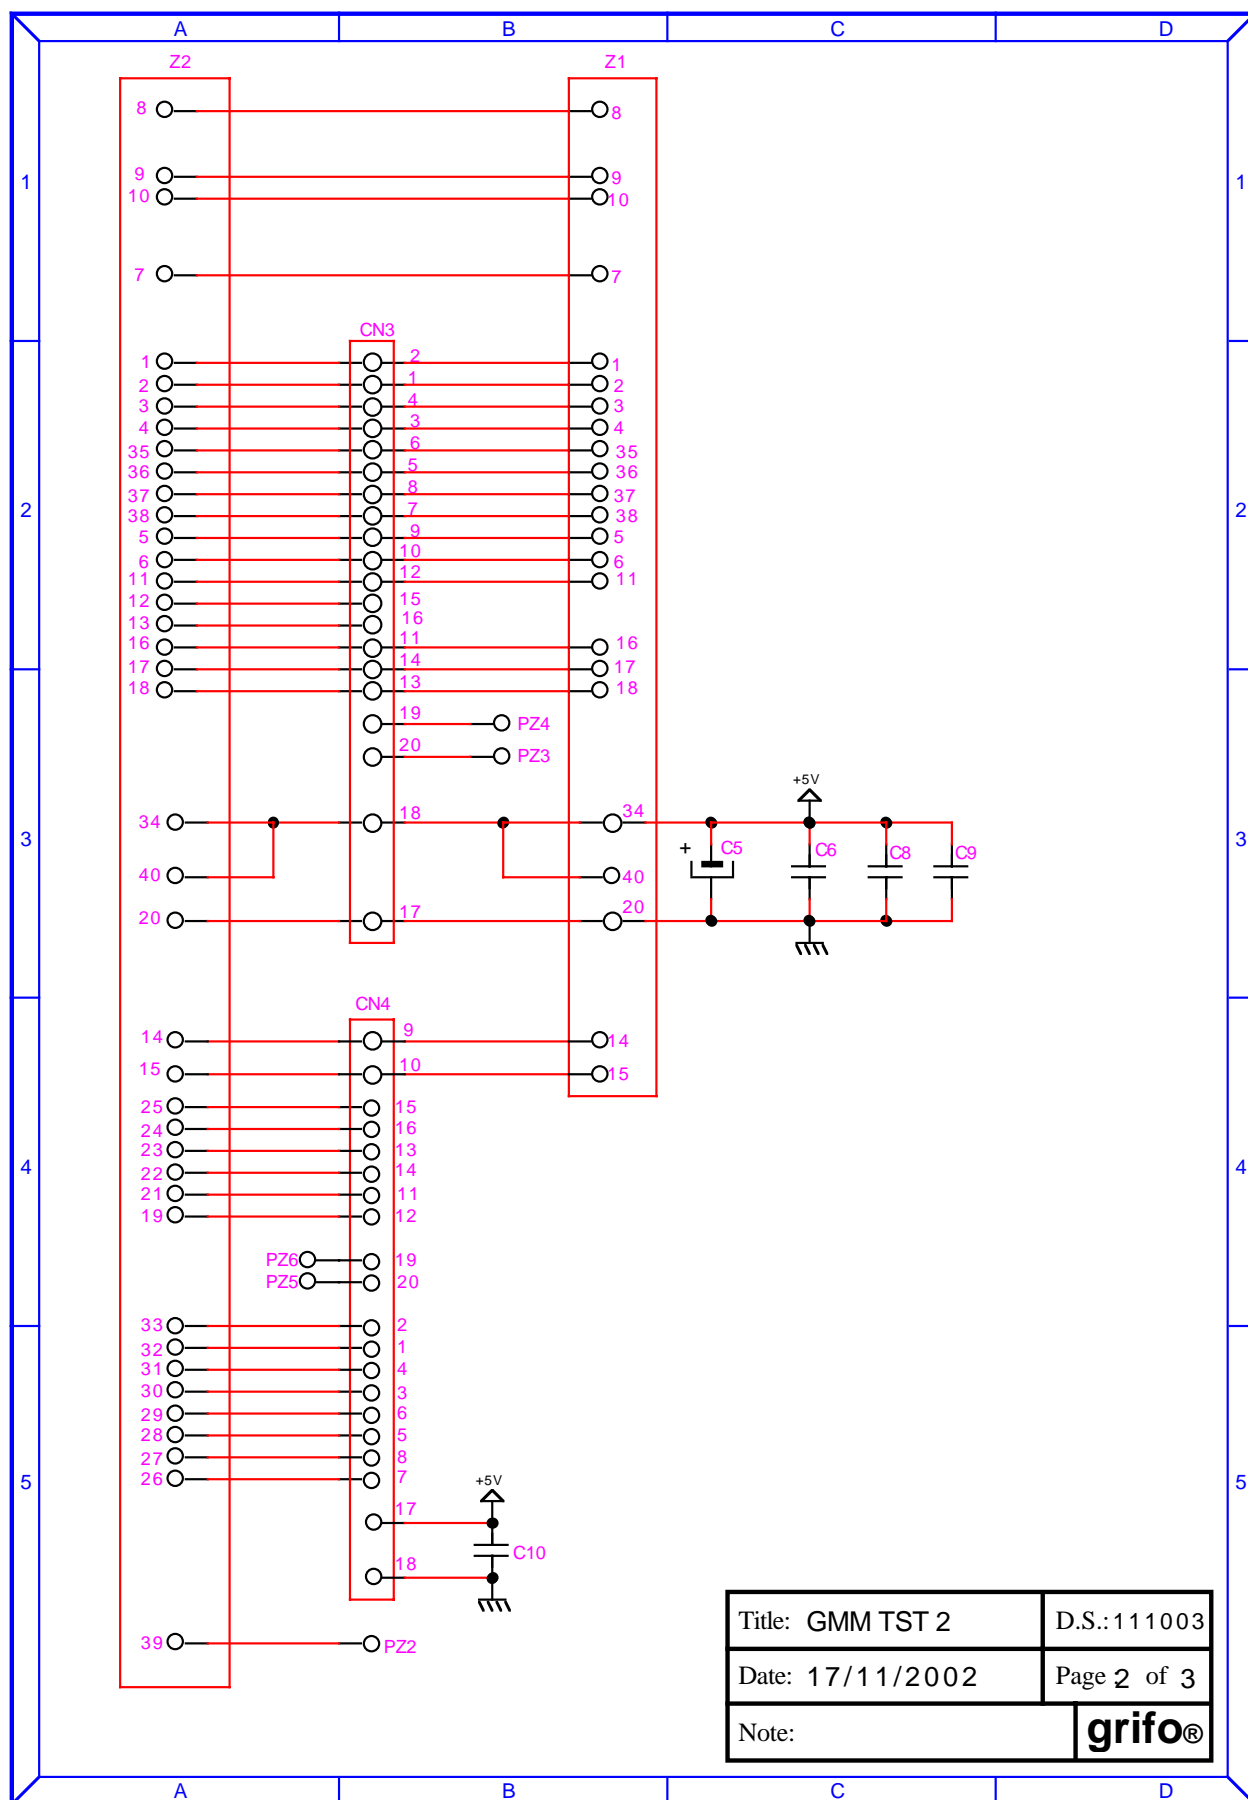 A B C D
Z2 Z1
8 8
1 1
9 9
10 10
7 7
CN3
1 2 1
2 1 2
3 4 3
4 3 4
35 6 35
36 5 36
37 8 37
2 2
38 7 38
5 9 5
6 10 6
11 12 11
12 15
13 16
16 11 16
17 14 17
18 13 18
19 PZ4
20 PZ3
+5V
34 18 34
3 + C5 C6 C8 C9 3
40 40
20 17 20
CN4
14 9 14
15 10 15
25 15
24 16
23 13
4 4
22 14
21 11
19 12
PZ6 19
PZ5 20
33 2
32 1
31 4
30 3
29 6
28 5
27 8
26 7
5 +5V 5
17
C10
18
39 PZ2
Title: GMM TST 2 D.S.:111003
Date: 17/11/2002 Page 2 of 3
Note: grifo®
A B C D